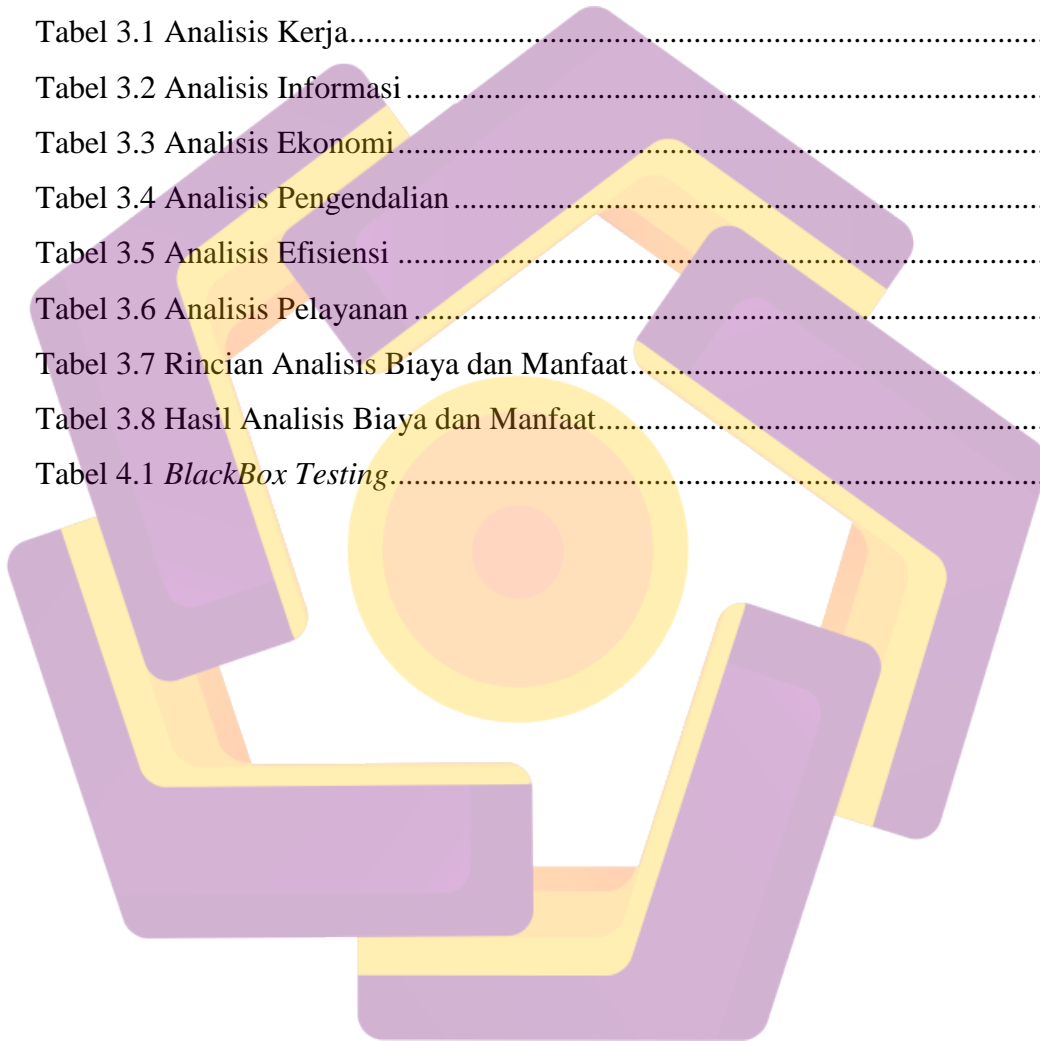 Tabel 3.1 Analisis Kerja........................................................................................
Tabel 3.2 Analisis Informasi................................................................................
Tabel 3.3 Analisis Ekonomi.................................................................................
Tabel 3.4 Analisis Pengendalian..........................................................................
Tabel 3.5 Analisis Efisiensi.................................................................................
Tabel 3.6 Analisis Pelayanan...............................................................................
Tabel 3.7 Rincian Analisis Biaya dan Manfaat...................................................
Tabel 3.8 Hasil Analisis Biaya dan Manfaat.......................................................
Tabel 4.1 BlackBox Testing.................................................................................